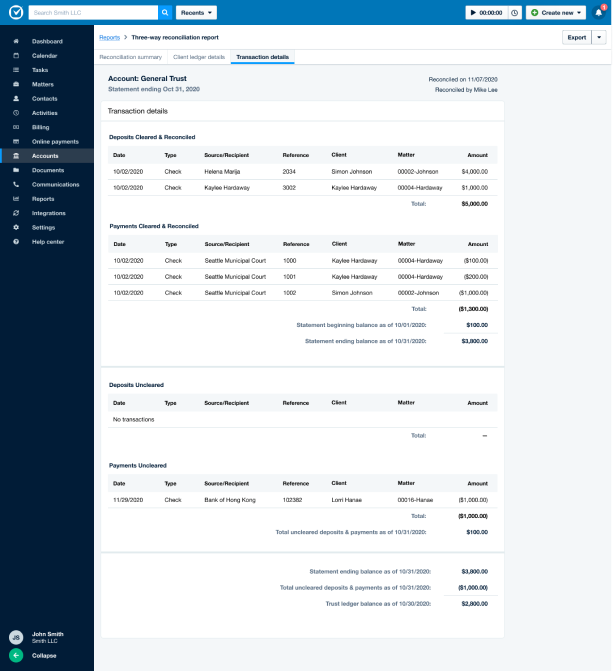 Search Smith LLC
Recents
00:00:00
Create new
Dashboard
Calendar
Tasks
Matters
Contacts
Activities
Billing
Online payments
Accounts
Documents
Communications
Reports
Integrations
Settings
Help center
JS
John Smith
Smith LLC
Collapse
Reports > Three-way reconciliation report
Export
Reconciliation summary Client ledger details Transaction details
Account: General Trust Reconciled on 11/07/2020
Statement ending Oct 31, 2020 Reconciled by Mike Lee
Transaction details
Deposits Cleared & Reconciled
Date Type Source/Recipient Reference Client Matter Amount
10/02/2020 Check Helena Marija 2034 Simon Johnson 00002-Johnson $4,000.00
10/02/2020 Check Kaylee Hardaway 3002 Kaylee Hardaway 00004-Hardaway $1,000.00
Total: $5,000.00
Payments Cleared & Reconciled
Date Type Source/Recipient Reference Client Matter Amount
10/02/2020 Check Seattle Municipal Court 1000 Kaylee Hardaway 00004-Hardaway ($100.00)
10/02/2020 Check Seattle Municipal Court 1001 Kaylee Hardaway 00004-Hardaway ($200.00)
10/02/2020 Check Seattle Municipal Court 1002 Simon Johnson 00002-Johnson ($1,000.00)
Total: ($1,300.00)
Statement beginning balance as of 10/01/2020: $100.00
Statement ending balance as of 10/31/2020: $3,800.00
Deposits Uncleared
Date Type Source/Recipient Reference Client Matter Amount
No transactions
Total: –
Payments Uncleared
Date Type Source/Recipient Reference Client Matter Amount
11/29/2020 Check Bank of Hong Kong 102382 Lorri Hanae 00016-Hanae ($1,000.00)
Total: ($1,000.00)
Total uncleared deposits & payments as of 10/31/2020: $100.00
Statement ending balance as of 10/31/2020: $3,800.00
Total uncleared deposits & payments as of 10/31/2020: ($1,000.00)
Trust ledger balance as of 10/30/2020: $2,800.00